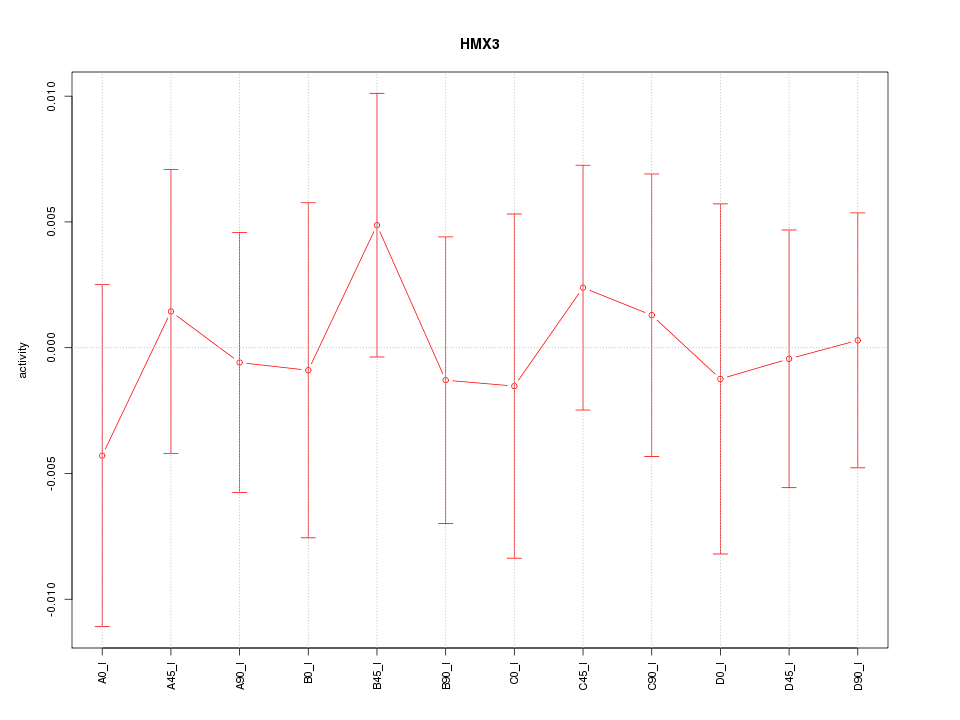 HMX3
0.010
0.005
0.000
-0.005
-0.010
activity
A0_I
A45_I
A90_I
B0_I
B45_I
B90_I
C0_I
C45_I
C90_I
D0_I
D45_I
D90_I